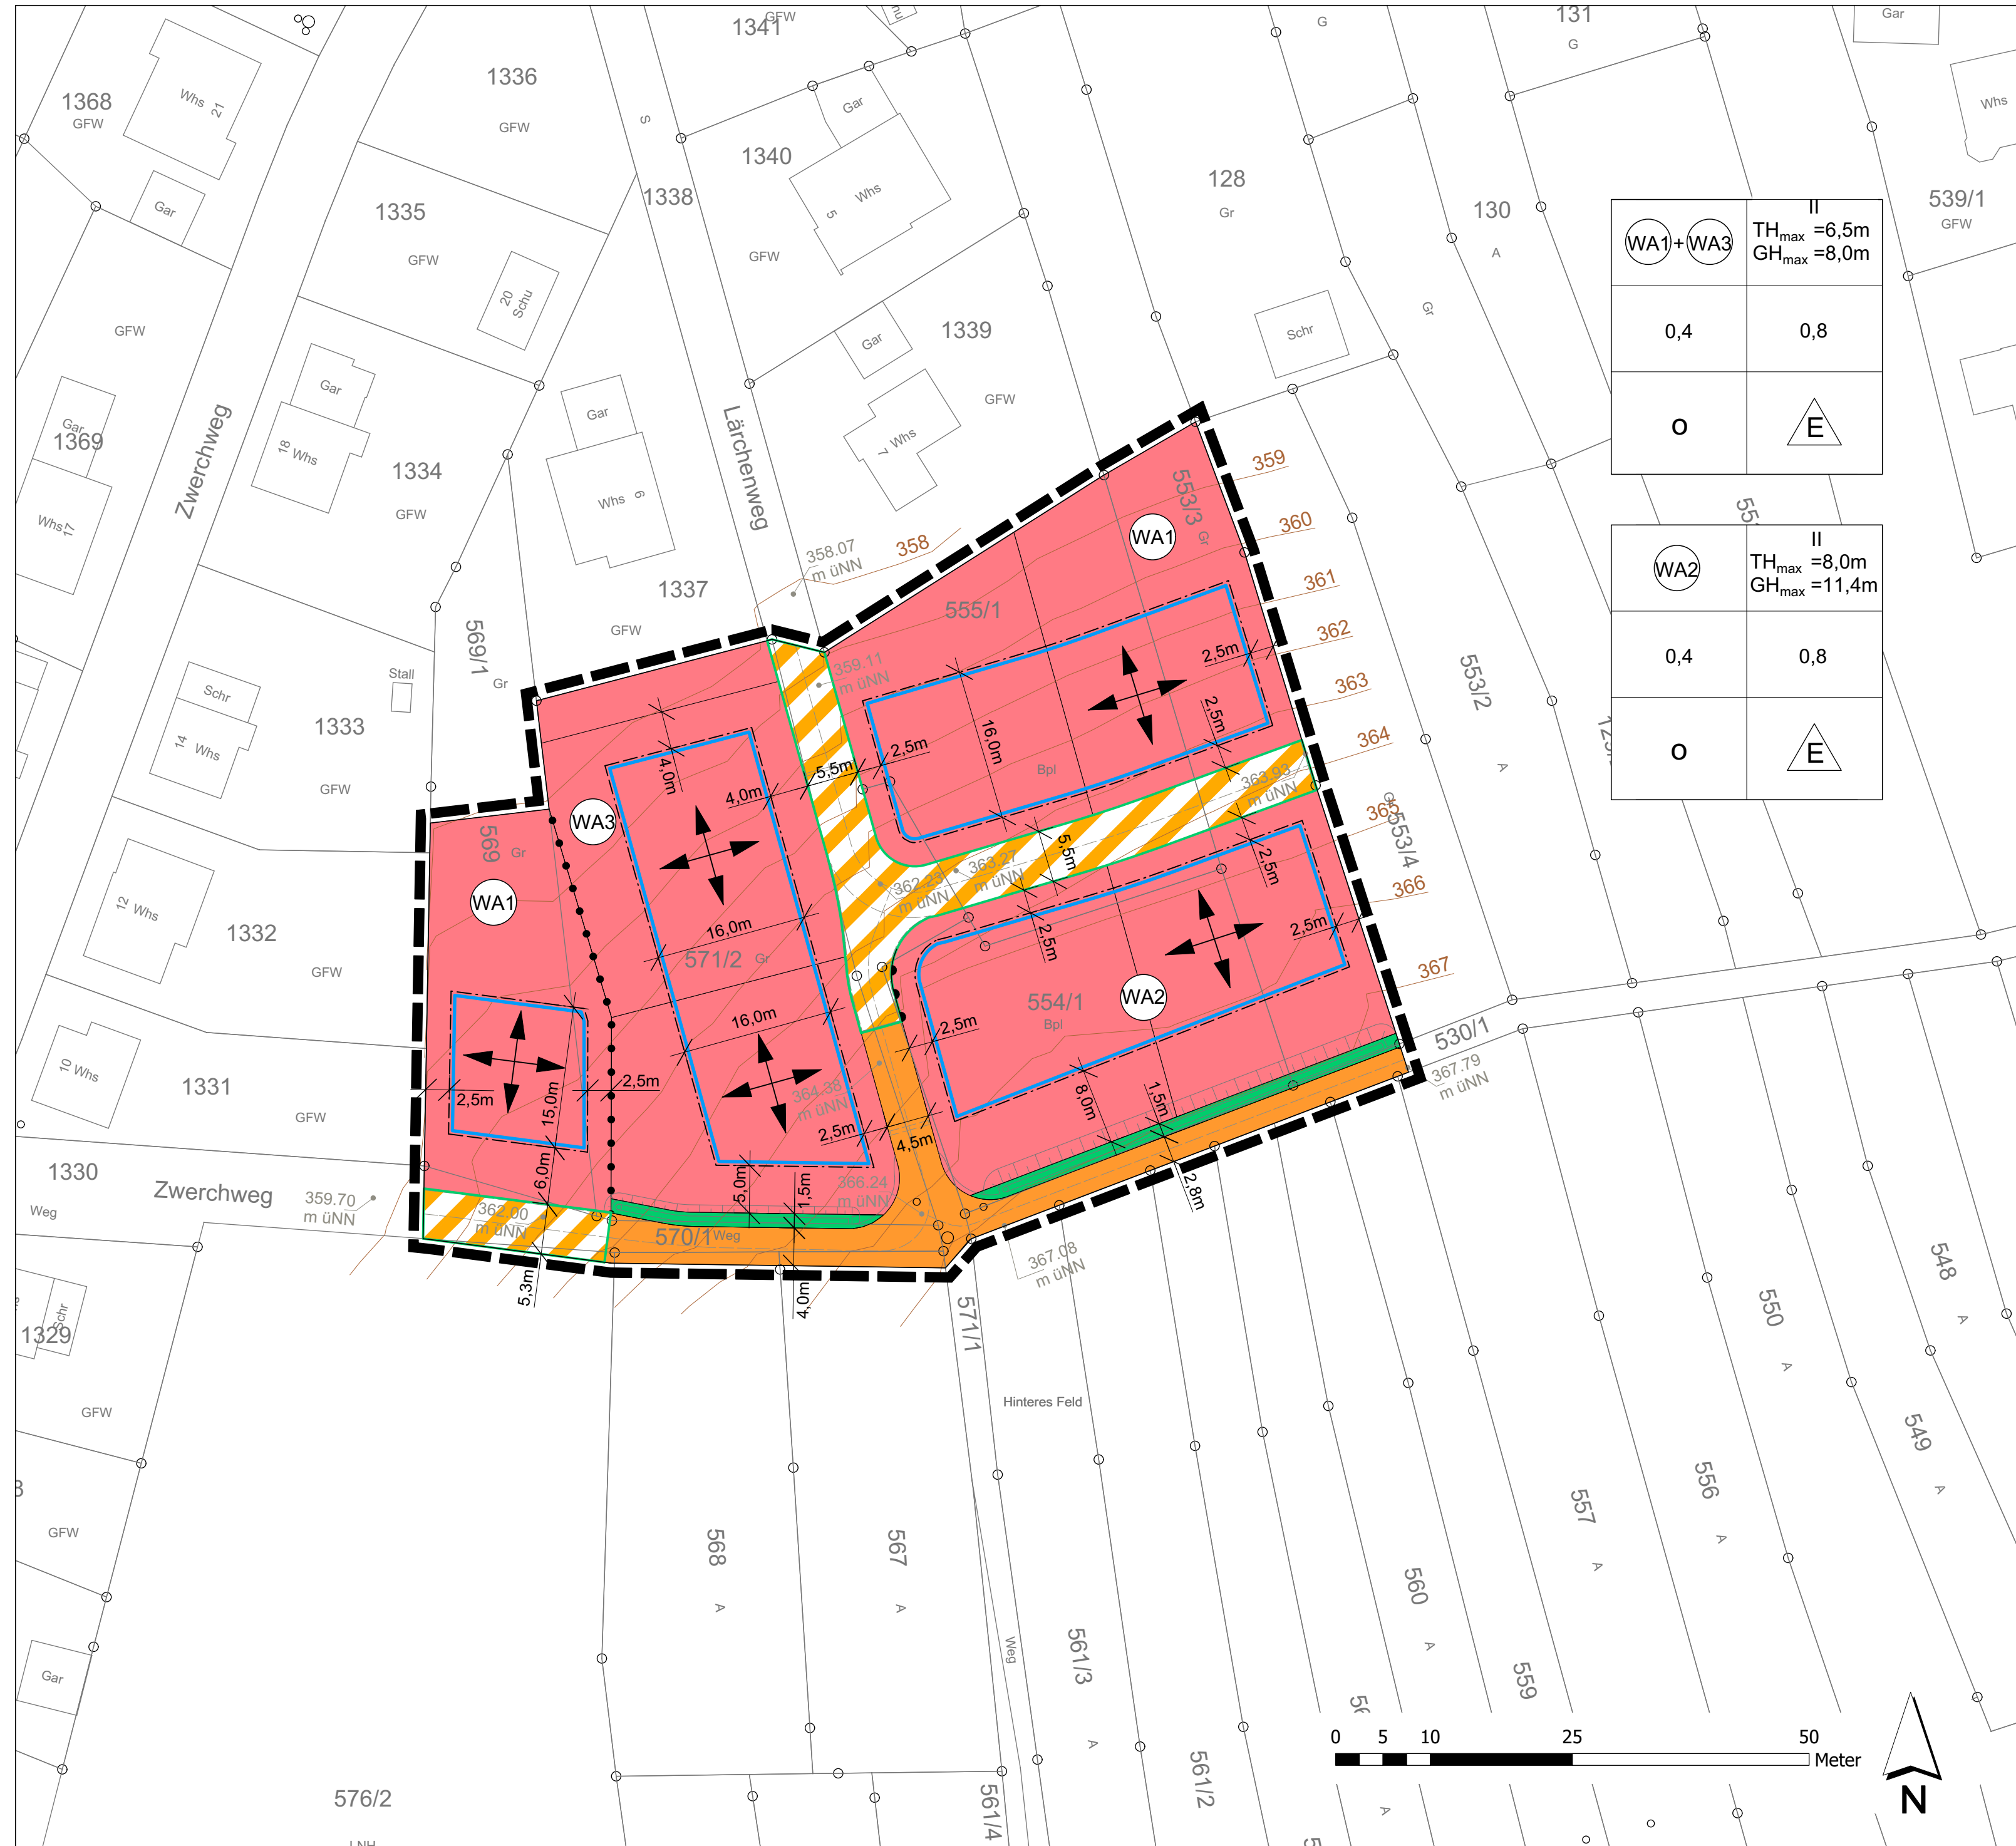 1341
GFW
G
131
G
Gar
1368
GFW
Whs
21
1336
GFW
S
Gar
Whs
1340
Whs
5
128
Gr
130
A
539/1
GFW
Gar
1335
GFW
1338
GFW
20
Schu
Gr
Schr
WA1 + WA3
II
THmax =6,5m
GHmax =8,0m
0,4
0,8
o
E
GFW
Gar
18
Whs
1334
GFW
Zwerchweg
Gar
1369
Whs
17
Gar
Whs
6
Lärchenweg
Gar
1339
GFW
7
Whs
WA2
II
THmax =8,0m
GHmax =11,4m
0,4
0,8
o
E
358.07
m üNN
358
359
360
361
362
363
364
365
366
367
553/3
Gr
WA1
555/1
1337
GFW
569/1
Gr
Stall
Schr
14
Whs
1333
GFW
359.11
m üNN
553/2
A
2,5m
2,5m
16,0m
2,5m
5,5m
4,0m
4,0m
Bpl
363.93
m üNN
553/4
WA3
569
Gr
WA1
12
Whs
1332
GFW
5,5m
363.27
m üNN
362.23
m üNN
2,5m
2,5m
2,5m
16,0m
571/2
Gr
WA2
554/1
Bpl
16,0m
2,5m
530/1
367.79
m üNN
10
Whs
1331
GFW
2,5m
15,0m
2,5m
364.38
m üNN
2,5m
4,5m
8,0m
1,5m
2,8m
1330
Weg
Zwerchweg
359.70
m üNN
6,0m
362.00
m üNN
5,3m
5,0m
1,5m
366.24
m üNN
570/1
Weg
4,0m
367.08
m üNN
571/1
1329
Schr
GFW
GFW
Gar
Hinteres Feld
548
A
550
A
549
A
556
A
557
A
568
A
567
A
560
A
559
561/3
A
Weg
561/2
A
561/4
576/2
0
5
10
25
50
Meter
N